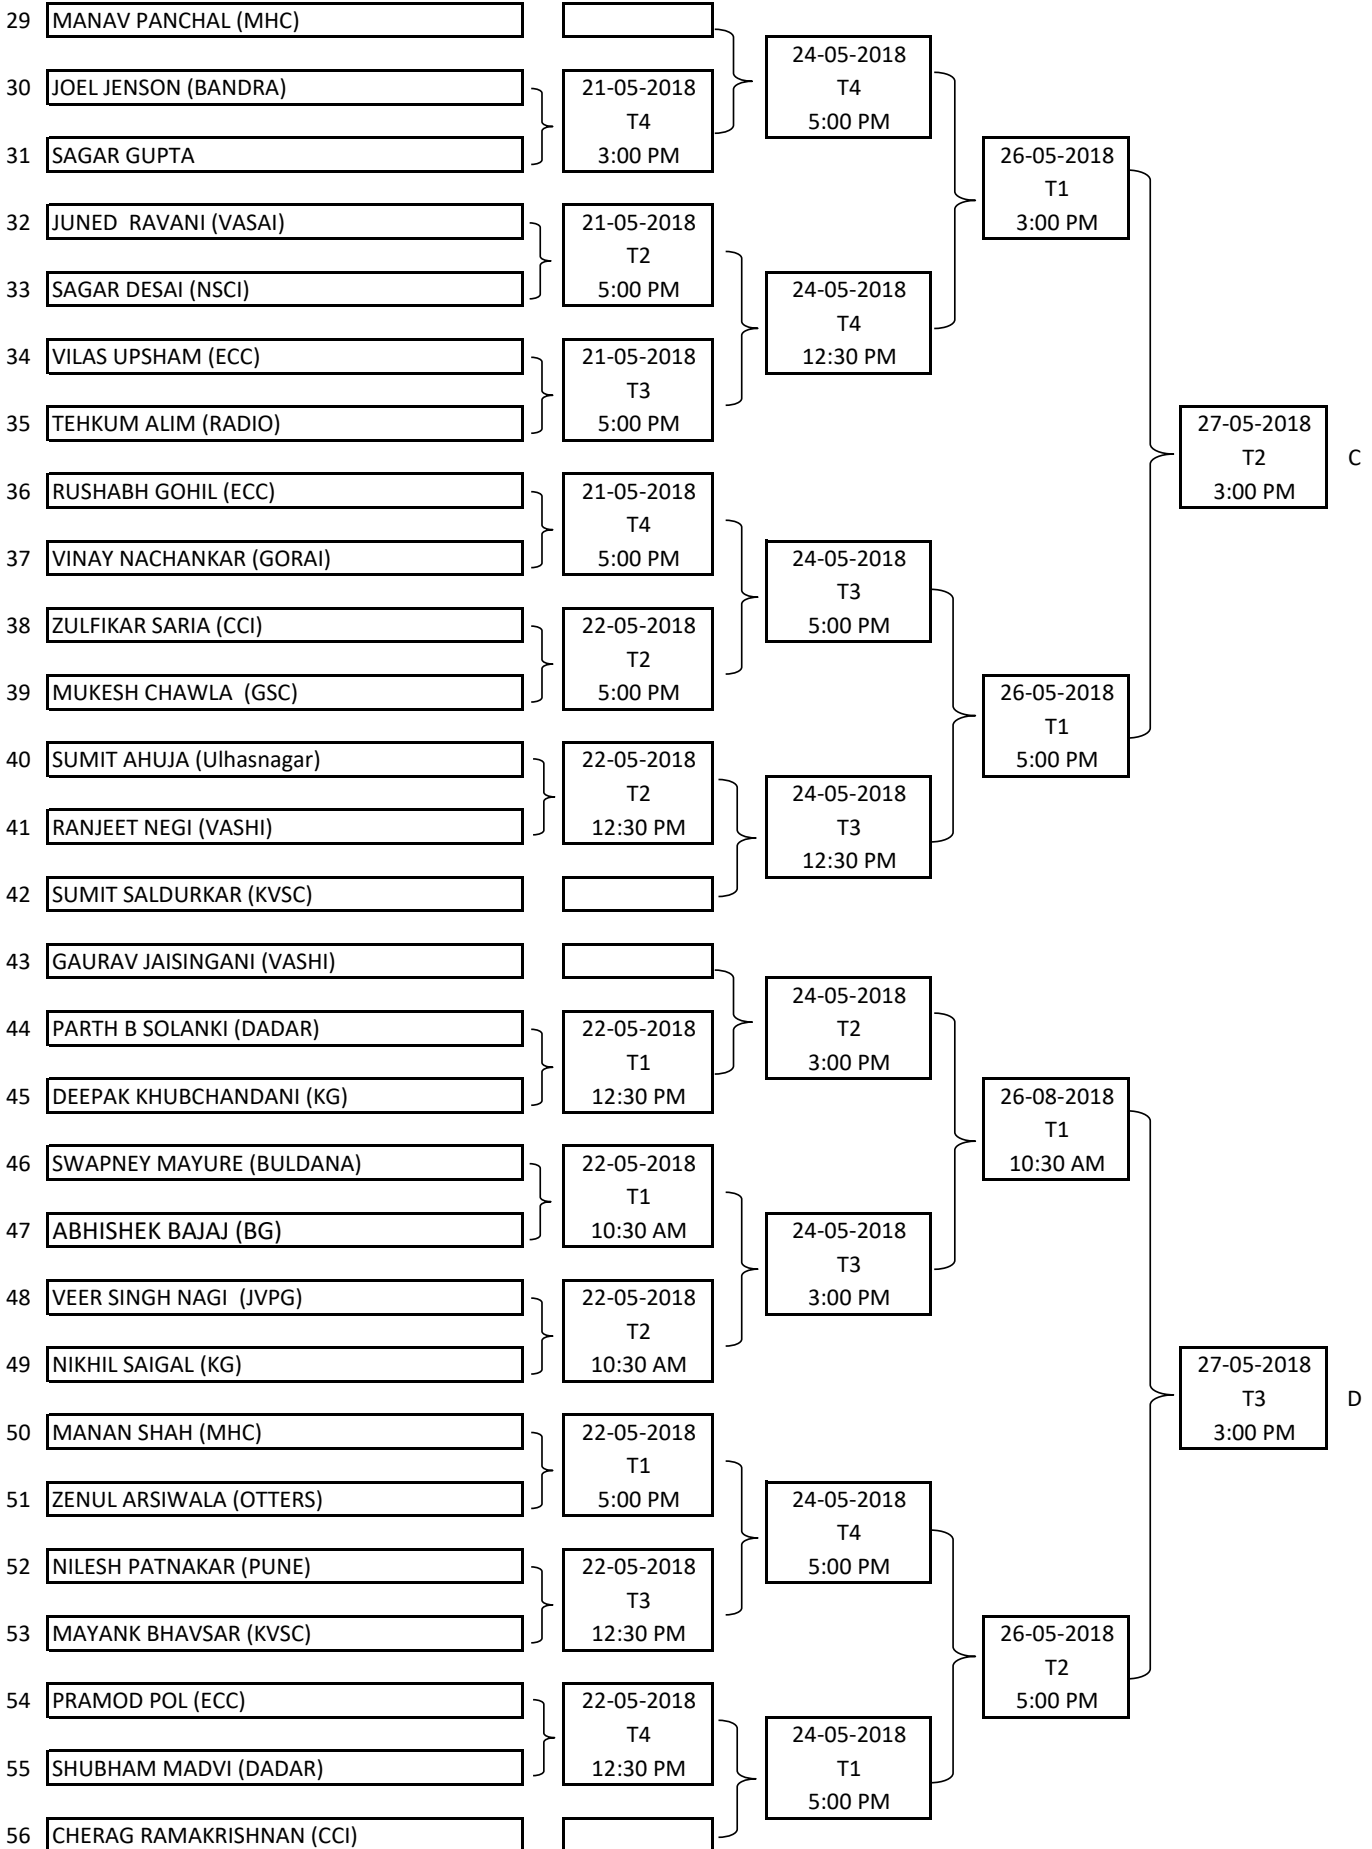 29 MANAV PANCHAL (MHC)
24-05-2018
30 JOEL JENSON (BANDRA) 21-05-2018 T4
T4 5:00 PM
31 SAGAR GUPTA 3:00 PM 26-05-2018
T1
32 JUNED  RAVANI (VASAI) 21-05-2018 3:00 PM
T2
33 SAGAR DESAI (NSCI) 5:00 PM 24-05-2018
T4
34 VILAS UPSHAM (ECC) 21-05-2018 12:30 PM
T3
35 TEHKUM ALIM (RADIO) 5:00 PM 27-05-2018
T2 C
36 RUSHABH GOHIL (ECC) 21-05-2018 3:00 PM
T4
37 VINAY NACHANKAR (GORAI) 5:00 PM 24-05-2018
T3
38 ZULFIKAR SARIA (CCI) 22-05-2018 5:00 PM
T2
39 MUKESH CHAWLA  (GSC) 5:00 PM 26-05-2018
T1
40 SUMIT AHUJA (Ulhasnagar) 22-05-2018 5:00 PM
T2 24-05-2018
41 RANJEET NEGI (VASHI) 12:30 PM T3
12:30 PM
42 SUMIT SALDURKAR (KVSC)
43 GAURAV JAISINGANI (VASHI)
24-05-2018
44 PARTH B SOLANKI (DADAR) 22-05-2018 T2
T1 3:00 PM
45 DEEPAK KHUBCHANDANI (KG) 12:30 PM 26-08-2018
T1
46 SWAPNEY MAYURE (BULDANA) 22-05-2018 10:30 AM
T1
47 ABHISHEK BAJAJ (BG) 10:30 AM 24-05-2018
T3
48 VEER SINGH NAGI  (JVPG) 22-05-2018 3:00 PM
T2
49 NIKHIL SAIGAL (KG) 10:30 AM 27-05-2018
T3 D
50 MANAN SHAH (MHC) 22-05-2018 3:00 PM
T1
51 ZENUL ARSIWALA (OTTERS) 5:00 PM 24-05-2018
T4
52 NILESH PATNAKAR (PUNE) 22-05-2018 5:00 PM
T3
53 MAYANK BHAVSAR (KVSC) 12:30 PM 26-05-2018
T2
54 PRAMOD POL (ECC) 22-05-2018 5:00 PM
T4 24-05-2018
55 SHUBHAM MADVI (DADAR) 12:30 PM T1
5:00 PM
56 CHERAG RAMAKRISHNAN (CCI)